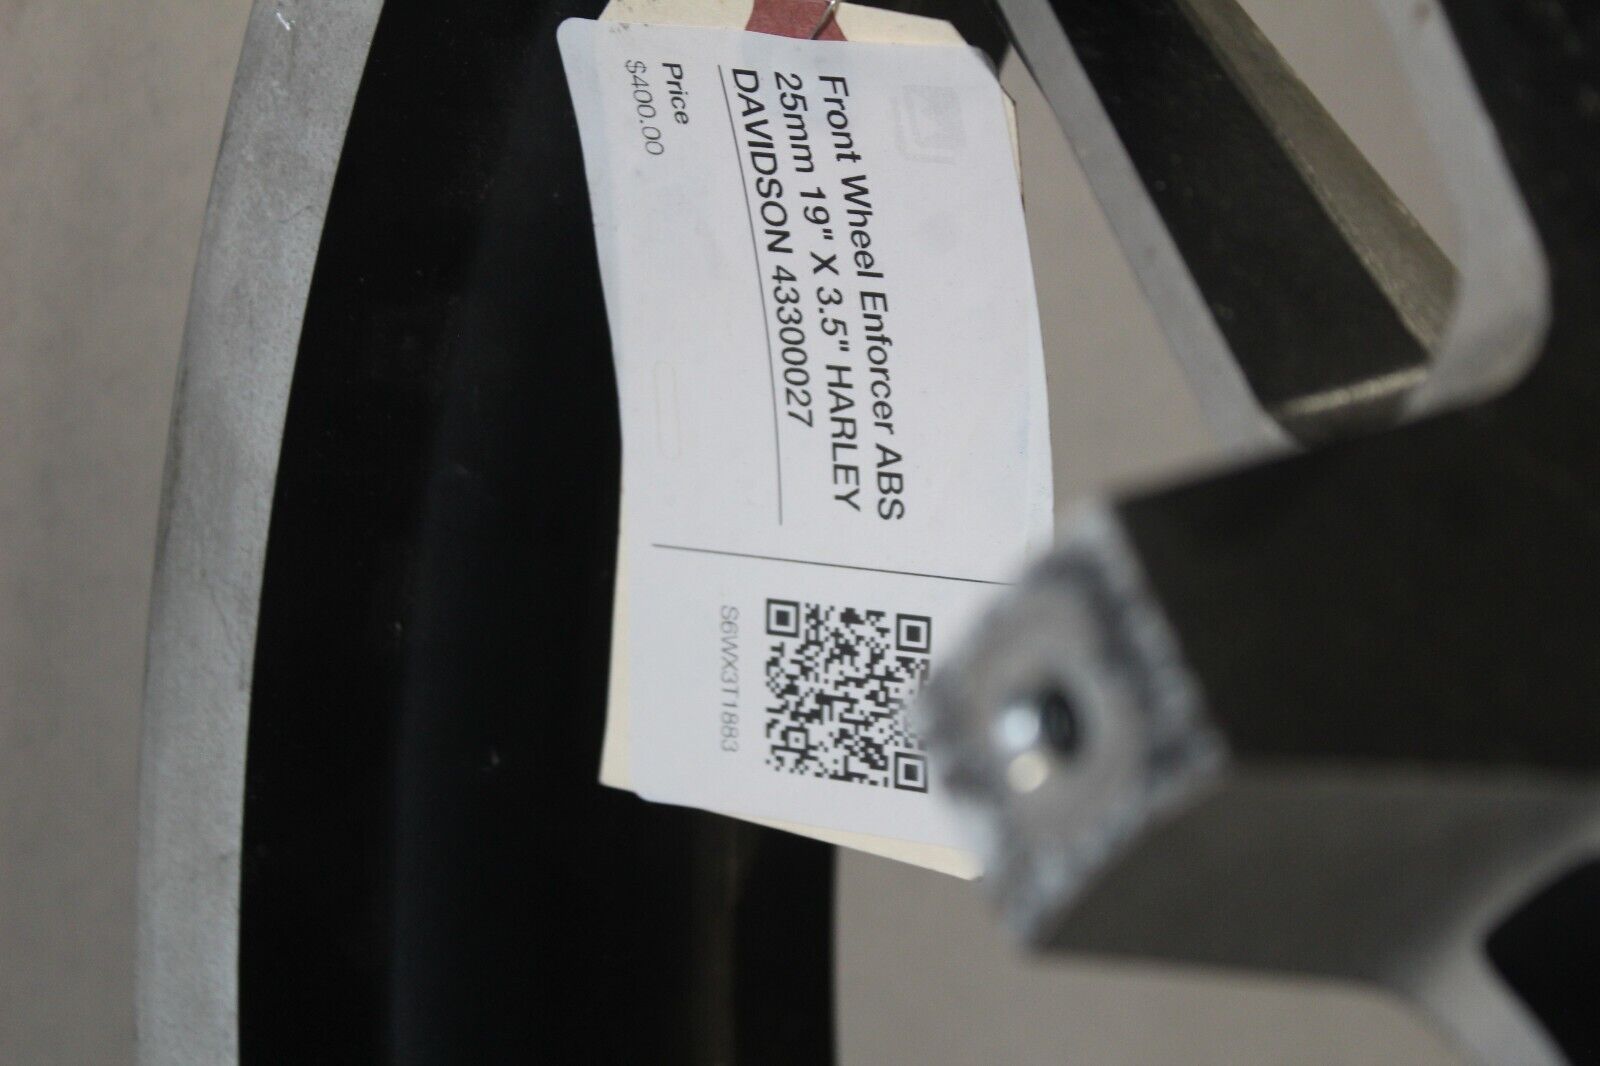 Front Wheel Enforcer ABS
25mm 19" X 3.5" HARLEY
DAVIDSON 43300027
Price
$400.00
S6WX3T1883